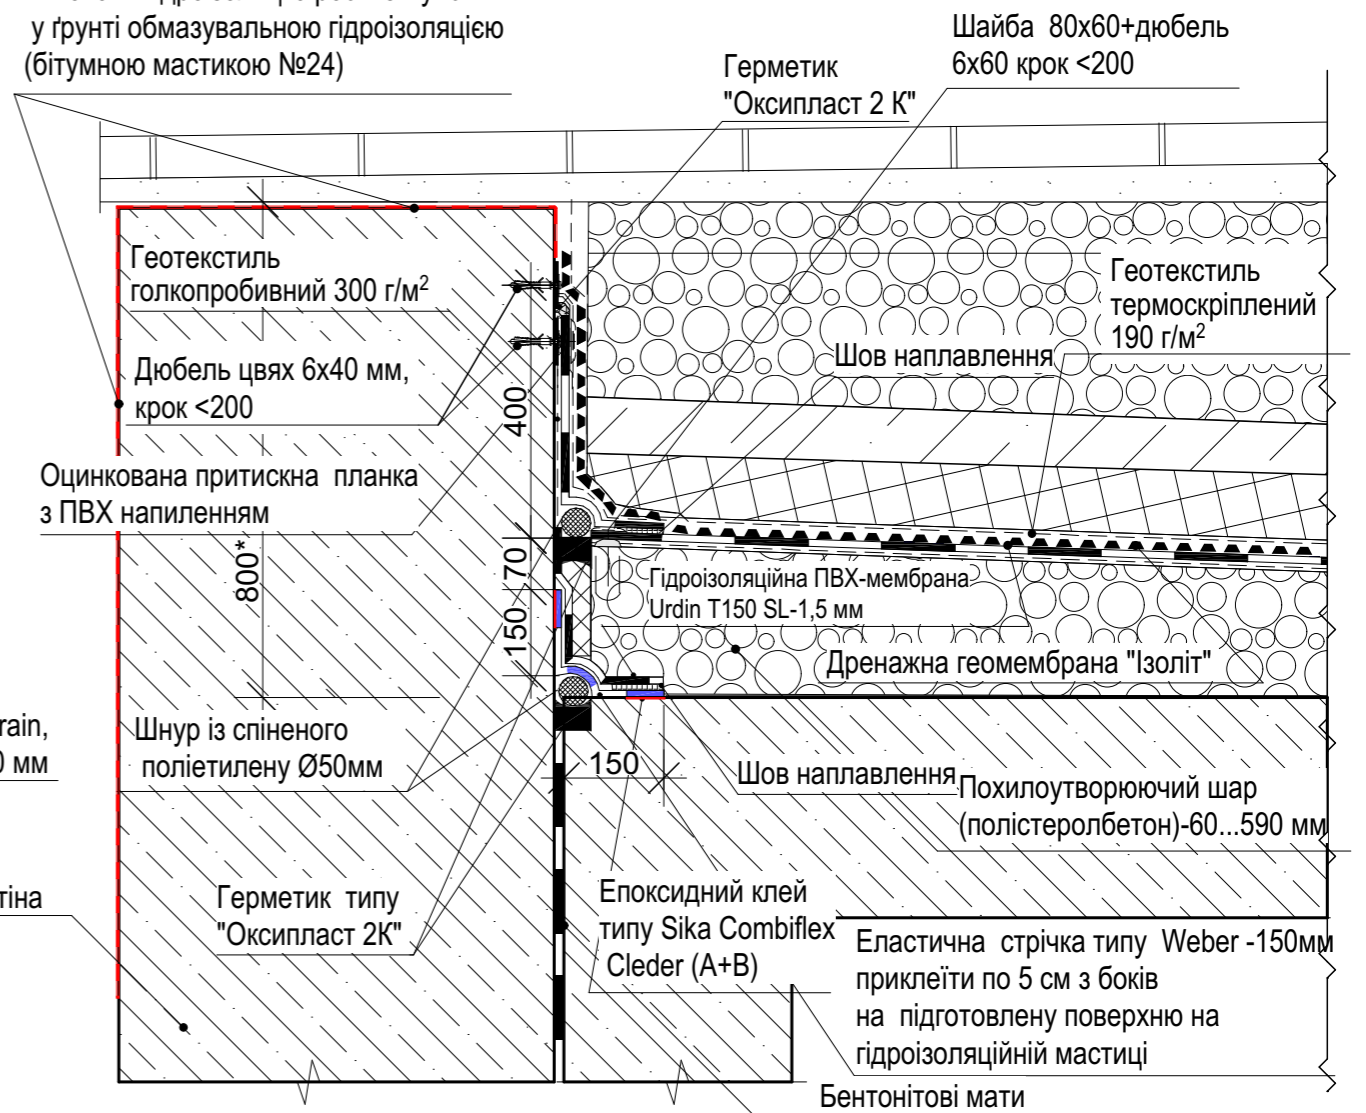 у ґрунті обмазувальною гідроізоляцією
(бітумною мастикою №24)
Шайба 80х60+дюбель
6х60 крок <200
Герметик
"Оксипласт 2 К"
Геотекстиль
голкопробивний 300 г/м²
Геотекстиль
термоскріплений
190 г/м²
Шов наплавлення
Дюбель цвях 6х40 мм,
крок <200
400
Оцинкована притискна планка
з ПВХ напиленням
800*
170
150
Гідроізоляційна ПВХ-мембрана
Urdin T150 SL-1,5 мм
Дренажна геомембрана "Ізоліт"
rain,
мм
Шнур із спіненого
поліетилену Ø50мм
150
Шов наплавлення
Похилоутворюючий шар
(полістеролбетон)-60...590 мм
тіна
Герметик типу
"Оксипласт 2К"
Епоксидний клей
типу Sika Combiflex
Cleder (A+B)
Еластична стрічка типу Weber -150мм
приклеїти по 5 см з боків
на підготовлену поверхню на
гідроізоляційній мастиці
Бентонітові мати